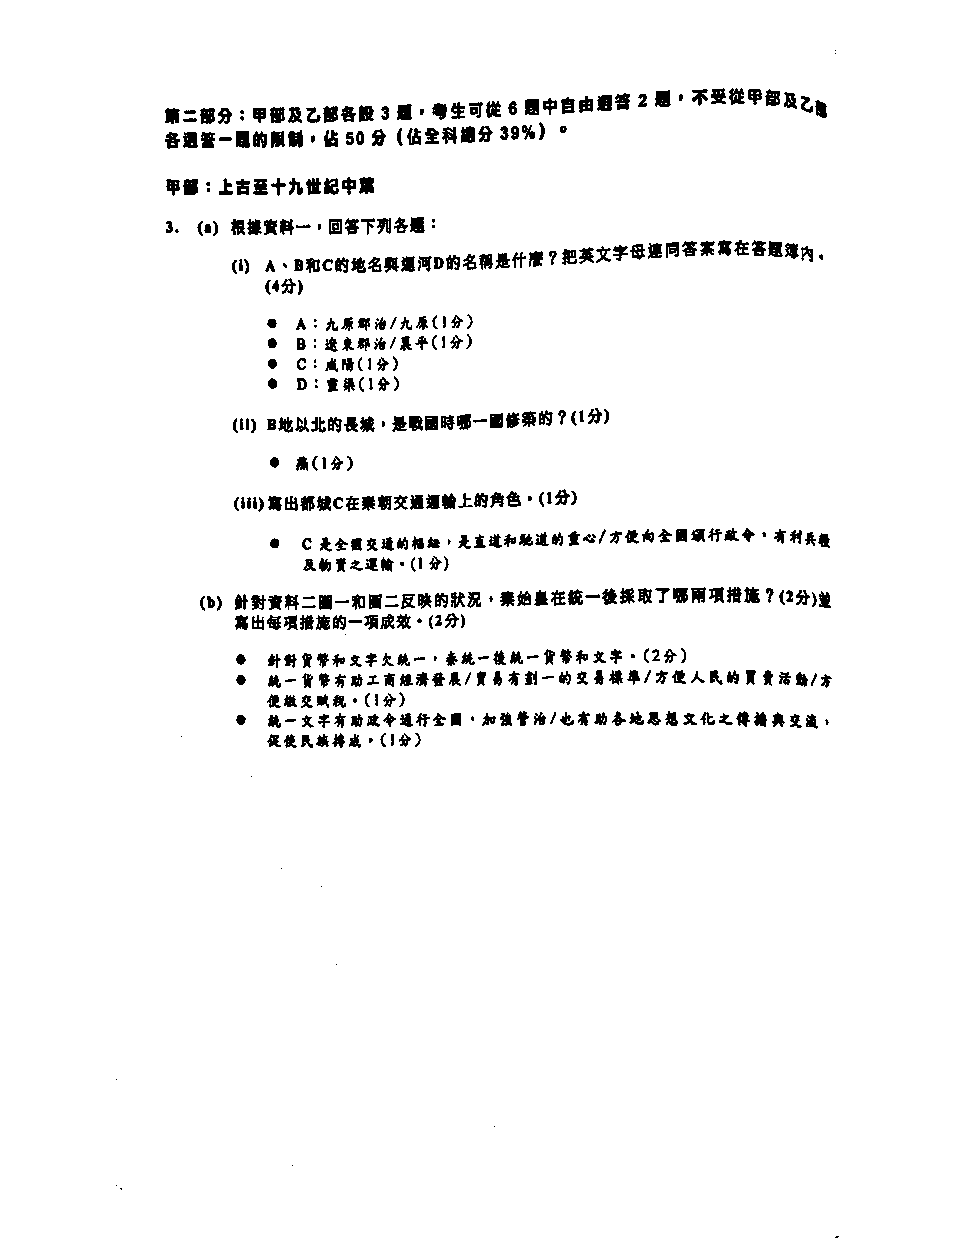 第二部分：甲部及乙部各設 3 題，考生可從 6 題中自由選答 2 題，不受從甲部及乙部
各選答一題的限制，佔 50 分 (佔全科總分 39%) 。
甲部：上古至十九世紀中葉
3. (a) 根據資料一，回答下列各題：
(i) A、B和C的地名與運河D的名稱是什麼？把英文字母連同答案寫在答題簿內。
(4分)
● A：九原郡治/九原(1分)
● B：遼東郡治/襄平(1分)
● C：咸陽(1分)
● D：靈渠(1分)
(ii) B地以北的長城，是戰國時哪一國修築的？(1分)
● 燕(1分)
(iii) 寫出都城C在秦朝交通運輸上的角色。(1分)
● C 是全國交通的樞紐，是直道和馳道的重心/方便向全國頒行政令，有利兵糧
及物資之運輸。(1分)
(b) 針對資料二圖一和圖二反映的狀況，秦始皇在統一後採取了哪兩項措施？(2分)並
寫出每項措施的一項成效。(2分)
● 針對貨幣和文字欠統一，秦統一後統一貨幣和文字。(2分)
● 統一貨幣有助工商經濟發展/貿易有劃一的交易標準/方便人民的買賣活動/方
便繳交賦稅。(1分)
● 統一文字有助政令通行全國，加強管治/也有助各地思想文化之傳播與交流，
促使民族摶成。(1分)